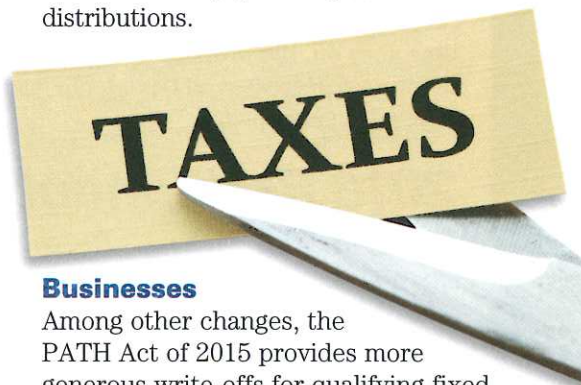 distributions.
TAXES
Businesses
Among other changes, the
PATH Act of 2015 provides more
generous write-offs for qualifying fixed